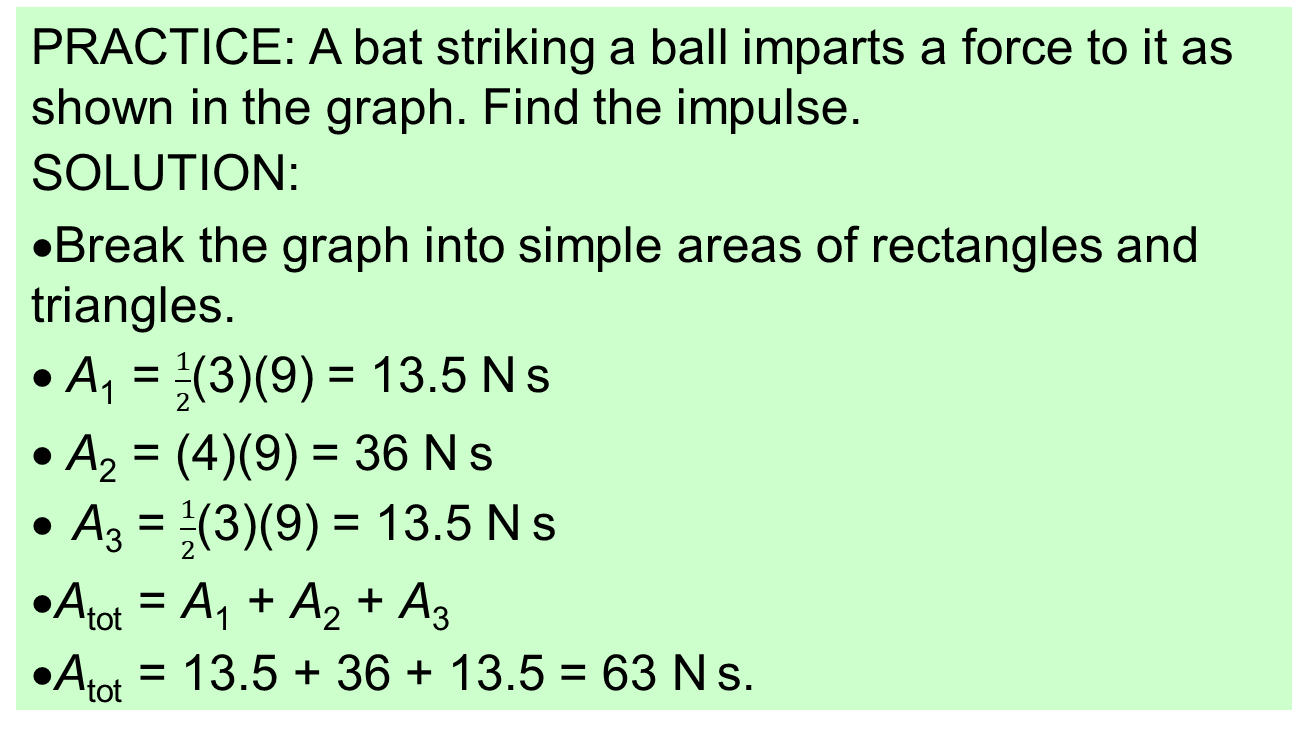 PRACTICE: A bat striking a ball imparts a force to it as
shown in the graph. Find the impulse.
SOLUTION:
•Break the graph into simple areas of rectangles and
triangles.
• A₁ = ½(3)(9) = 13.5 N s
• A₂ = (4)(9) = 36 N s
• A₃ = ½(3)(9) = 13.5 N s
•Atot = A₁ + A₂ + A₃
•Atot = 13.5 + 36 + 13.5 = 63 N s.